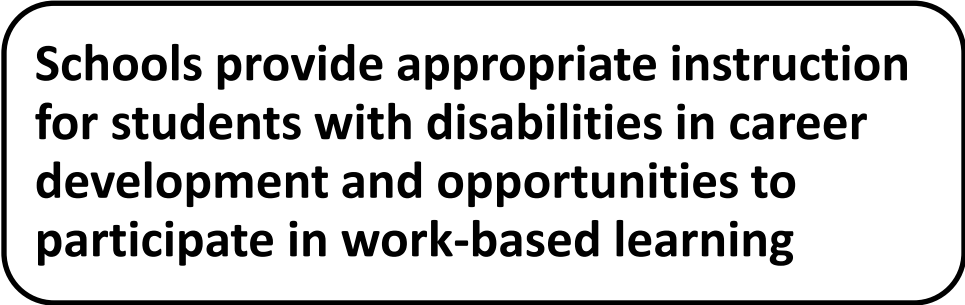 Schools provide appropriate instruction
for students with disabilities in career
development and opportunities to
participate in work-based learning